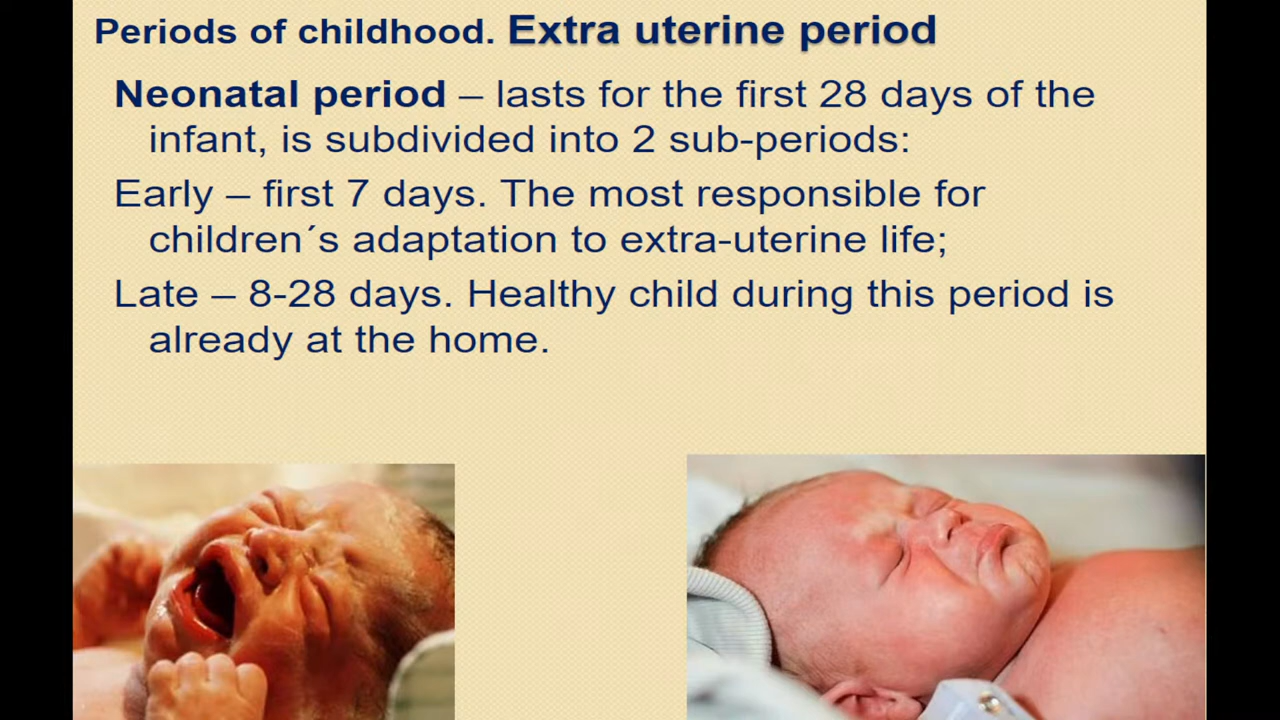 Periods of childhood. Extra uterine period
Neonatal period – lasts for the first 28 days of the
infant, is subdivided into 2 sub-periods:
Early – first 7 days. The most responsible for
children´s adaptation to extra-uterine life;
Late – 8-28 days. Healthy child during this period is
already at the home.